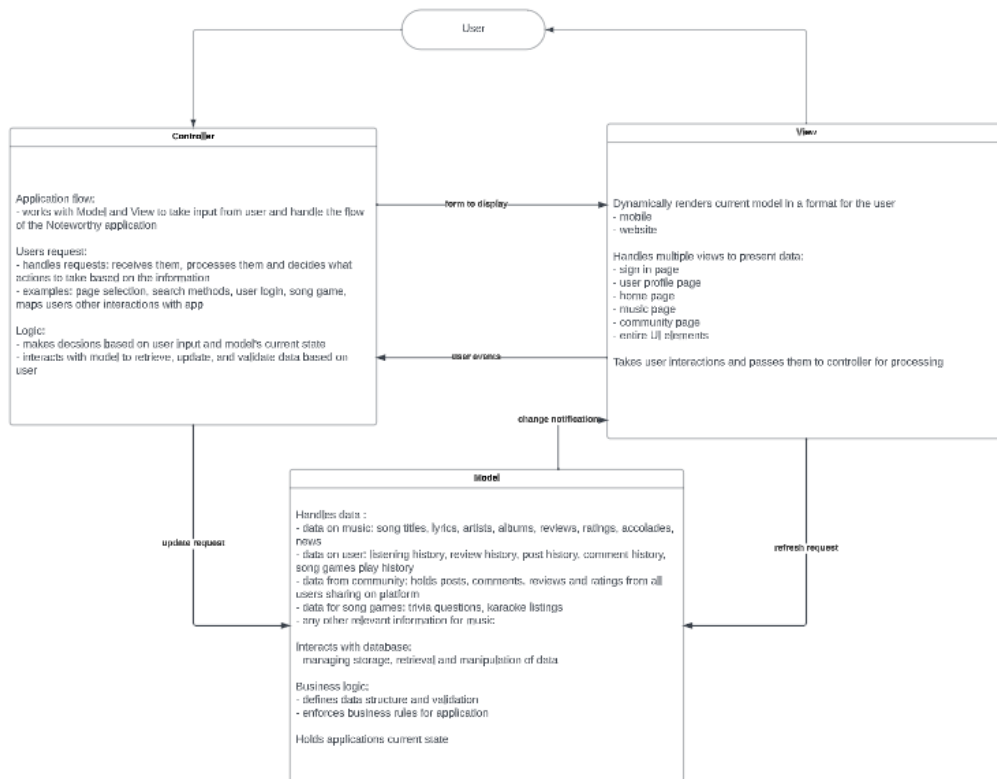 User
Controller
Application flow:
- works with Model and View to take input from user and handle the flow
of the Noteworthy application
Users request:
- handles requests: receives them, processes them and decides what
actions to take based on the information
- examples: page selection, search methods, user login, song game,
maps users other interactions with app
Logic:
- makes decsions based on user input and model's current state
- interacts with model to retrieve, update, and validate data based on
user
form to display
user events
View
Dynamically renders current model in a format for the user
- mobile
- website
Handles multiple views to present data:
- sign in page
- user profile page
- home page
- music page
- community page
- entire UI elements
Takes user interactions and passes them to controller for processing
change notification
update request
refresh request
Model
Handles data :
- data on music: song titles, lyrics, artists, albums, reviews, ratings, accolades,
news
- data on user: listening history, review history, post history, comment history,
song games play history
- data from community: holds posts, comments, reviews and ratings from all
users sharing on platform
- data for song games: trivia questions, karaoke listings
- any other relevant information for music
Interacts with database:
managing storage, retrieval and manipulation of data
Business logic:
- defines data structure and validation
- enforces business rules for application
Holds applications current state